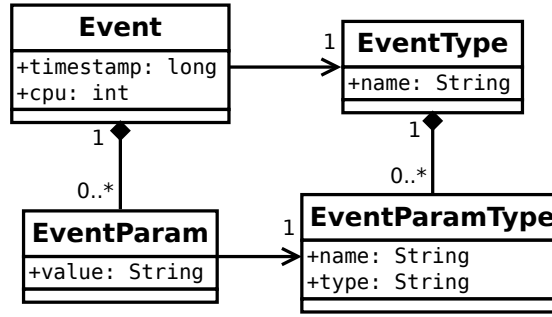 Event
+timestamp: long
+cpu: int
1
EventType
+name: String
1
1
0..*
0..*
EventParam
+value: String
1
EventParamType
+name: String
+type: String